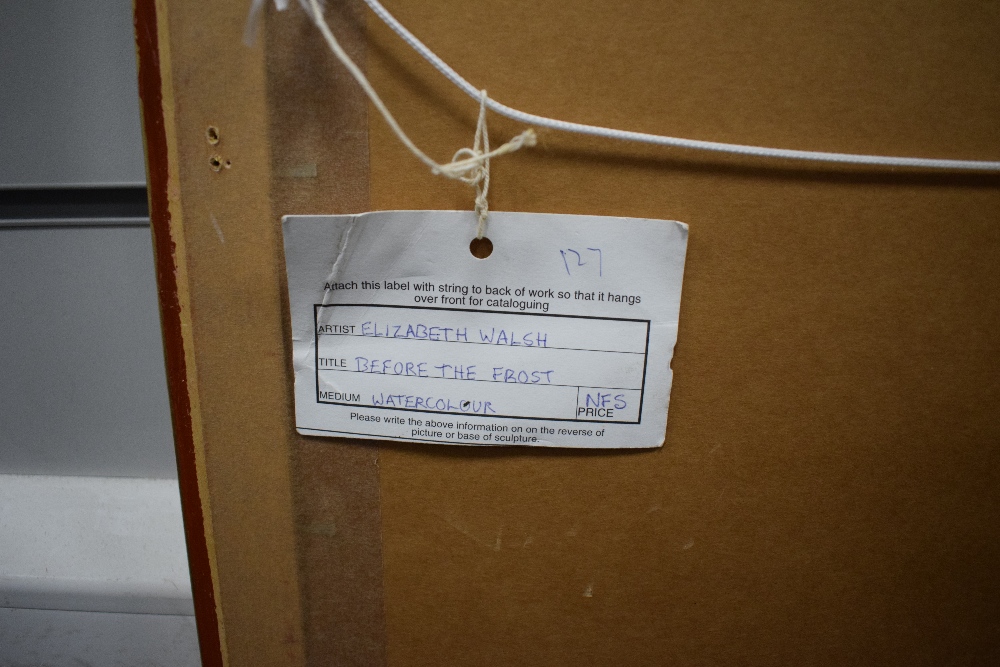 127
Attach this label with string to back of work so that it hangs
over front for cataloguing
ARTIST ELIZABETH WALSH
TITLE BEFORE THE FROST
MEDIUM WATERCOLOUR
NFS
PRICE
Please write the above information on on the reverse of
picture or base of sculpture.